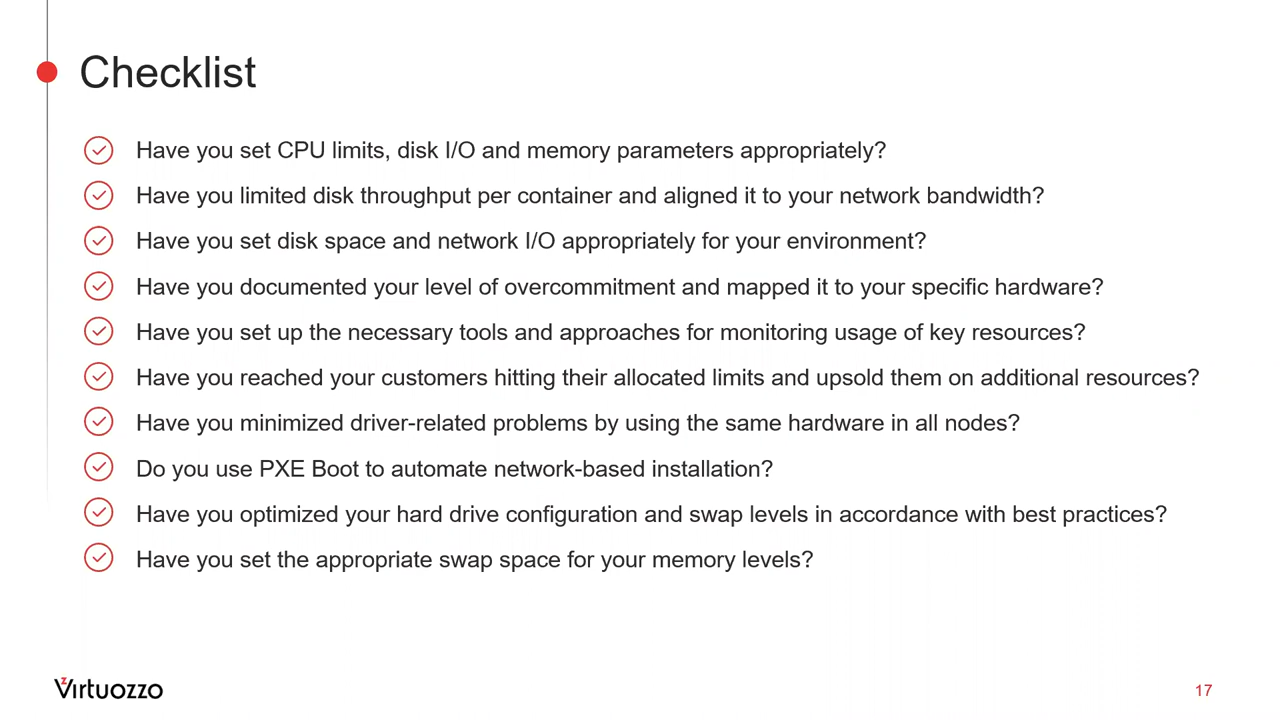 Checklist
Have you set CPU limits, disk I/O and memory parameters appropriately?
Have you limited disk throughput per container and aligned it to your network bandwidth?
Have you set disk space and network I/O appropriately for your environment?
Have you documented your level of overcommitment and mapped it to your specific hardware?
Have you set up the necessary tools and approaches for monitoring usage of key resources?
Have you reached your customers hitting their allocated limits and upsold them on additional resources?
Have you minimized driver-related problems by using the same hardware in all nodes?
Do you use PXE Boot to automate network-based installation?
Have you optimized your hard drive configuration and swap levels in accordance with best practices?
Have you set the appropriate swap space for your memory levels?
Virtuozzo
17